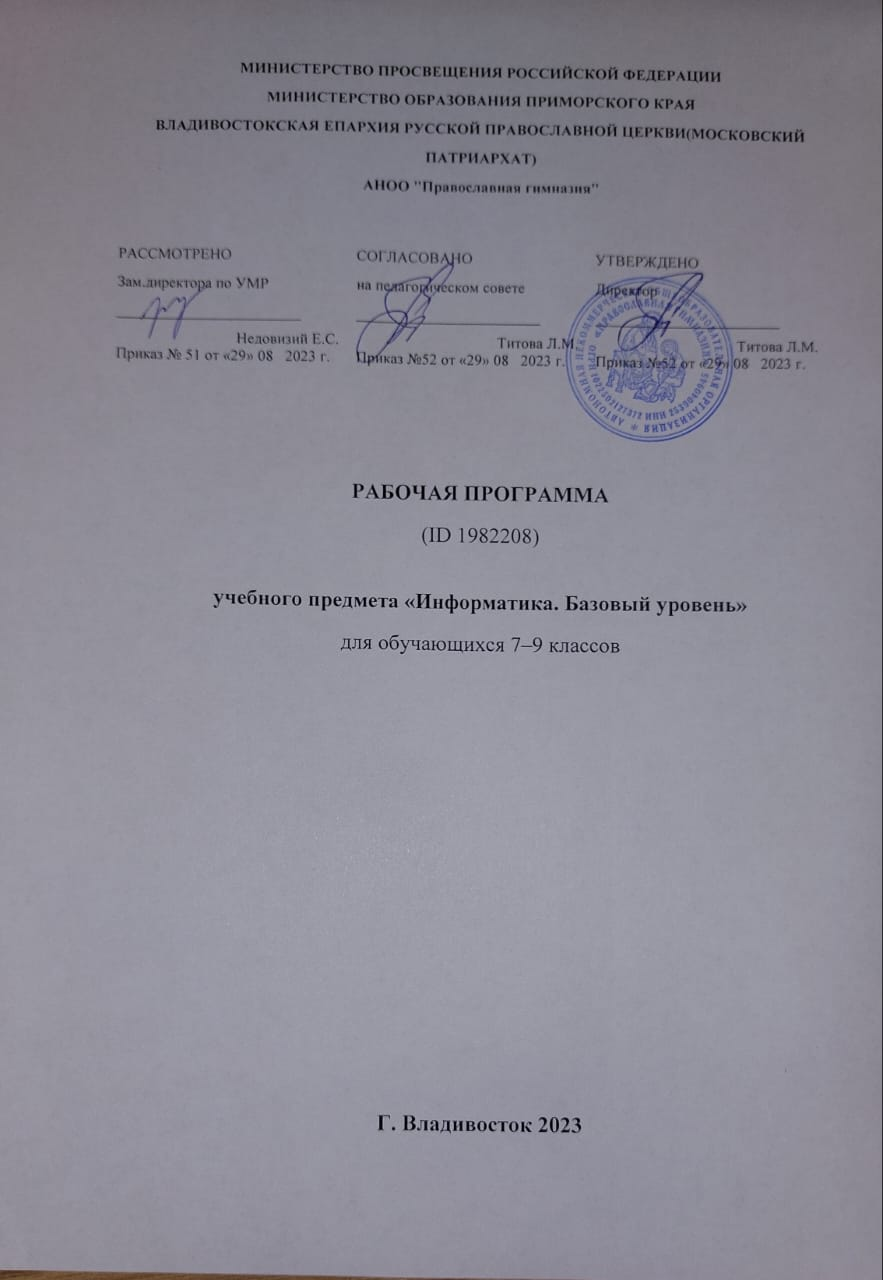 МИНИСТЕРСТВО ПРОСВЕЩЕНИЯ РОССИЙСКОЙ ФЕДЕРАЦИИ
МИНИСТЕРСТВО ОБРАЗОВАНИЯ ПРИМОРСКОГО КРАЯ
ВЛАДИВОСТОКСКАЯ ЕПАРХИЯ РУССКОЙ ПРАВОСЛАВНОЙ ЦЕРКВИ(МОСКОВСКИЙ
ПАТРИАРХАТ)
АНОО "Православная гимназия"
РАССМОТРЕНО
Зам.директора по УМР
Недовизий Е.С.
Приказ № 51 от «29» 08 2023 г.
СОГЛАСОВАНО
на педагогическом совете
Титова Л.М.
Приказ №52 от «29» 08 2023 г.
УТВЕРЖДЕНО
Директор
Титова Л.М.
Приказ №52 от «29» 08 2023 г.
РАБОЧАЯ ПРОГРАММА
(ID 1982208)
учебного предмета «Информатика. Базовый уровень»
для обучающихся 7–9 классов
Г. Владивосток 2023